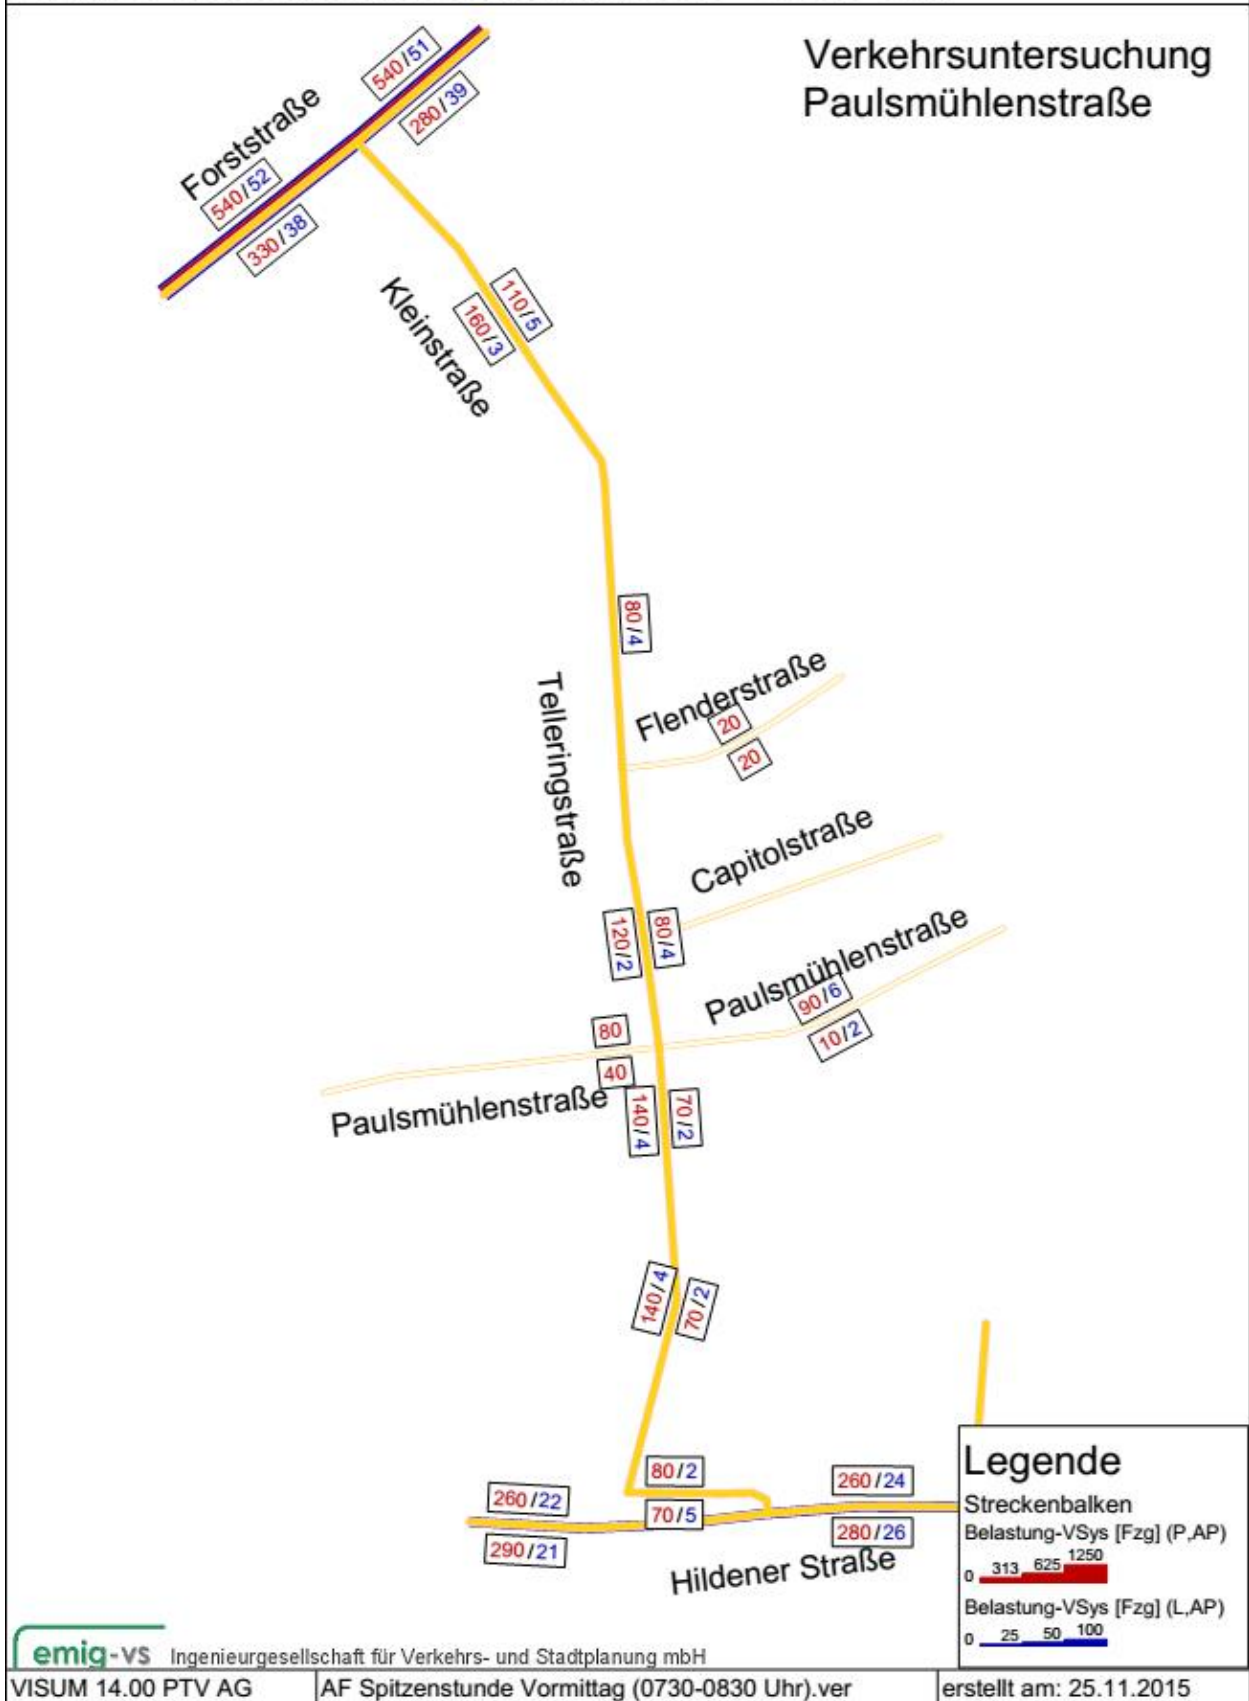 Verkehrsuntersuchung
Paulsmühlenstraße
540/51
280/39
Forststraße
540/52
330/38
Kleinstraße
110/5
160/3
80/4
Telleringstraße
Flenderstraße
20
20
Capitolstraße
120/2
80/4
Paulsmühlenstraße
90/6
10/2
80
40
Paulsmühlenstraße
140/4
70/2
140/4
70/2
80/2
70/5
260/22
290/21
260/24
280/26
Hildener Straße
Legende
Streckenbalken
Belastung-VSys [Fzg] (P,AP)
0 313 625 1250
Belastung-VSys [Fzg] (L,AP)
0 25 50 100
emig-vs Ingenieurgesellschaft für Verkehrs- und Stadtplanung mbH
VISUM 14.00 PTV AG
AF Spitzenstunde Vormittag (0730-0830 Uhr).ver
erstellt am: 25.11.2015